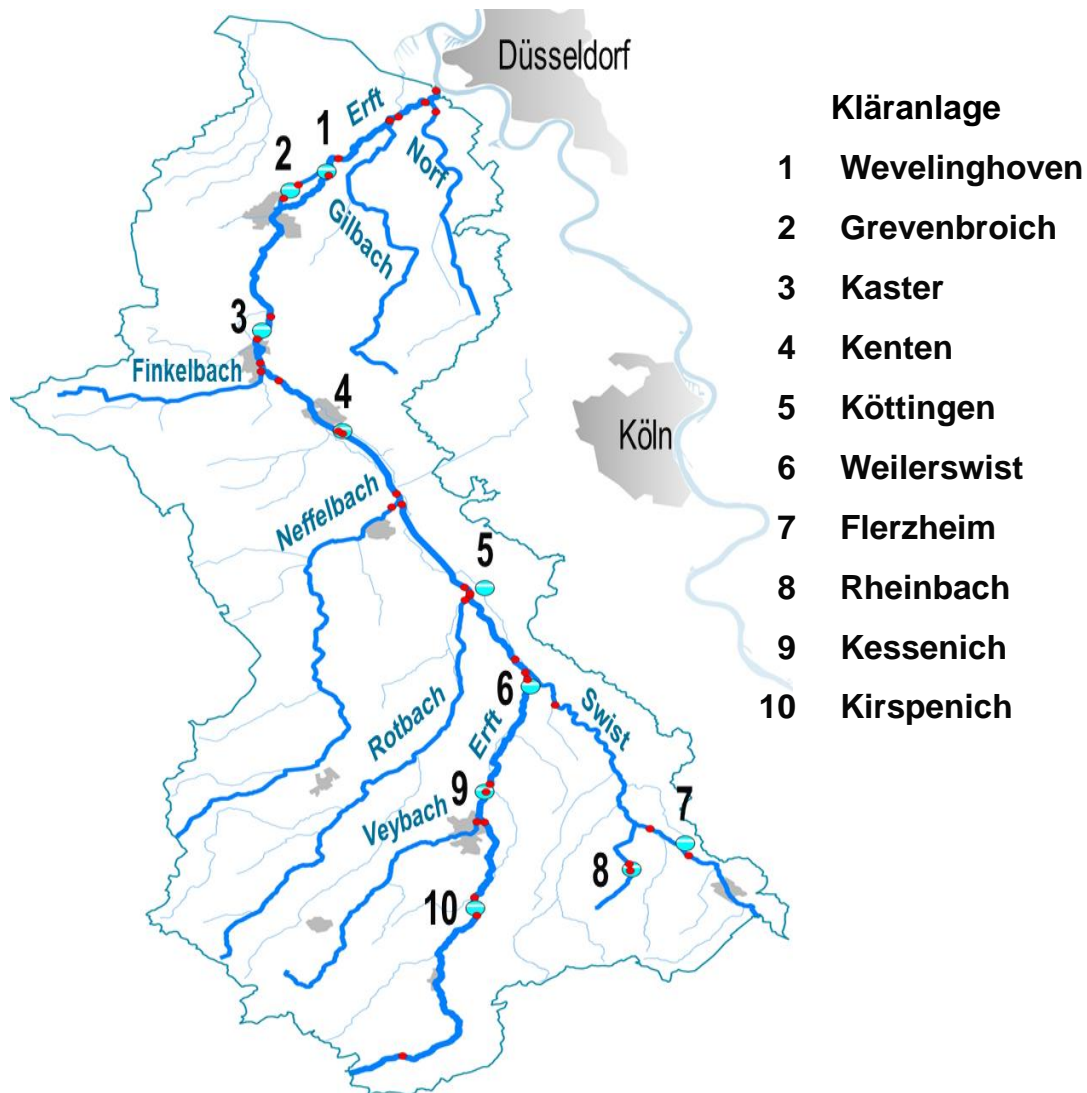 Düsseldorf
Erft
1
2
Norf
Gilbach
3
Finkelbach
4
Köln
Neffelbach
5
6
Swist
Rotbach
Erft
9
Veybach
7
8
10
Kläranlage
1 Wevelinghoven
2 Grevenbroich
3 Kaster
4 Kenten
5 Köttingen
6 Weilerswist
7 Flerzheim
8 Rheinbach
9 Kessenich
10 Kirspenich